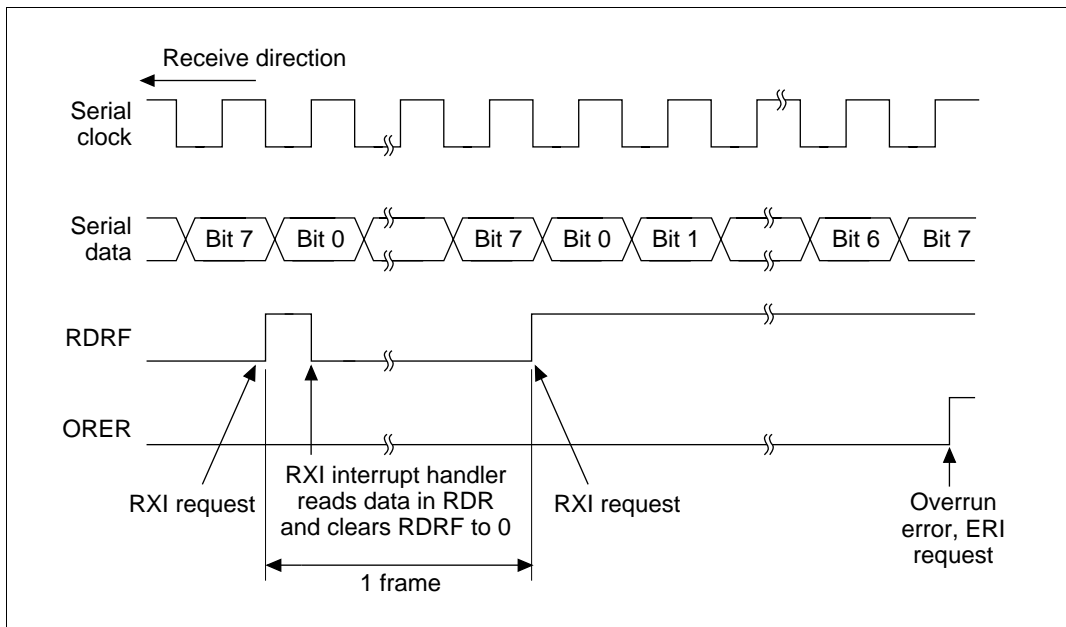 Receive direction
Serial
clock
Serial
data
Bit 7
Bit 0
Bit 7
Bit 0
Bit 1
Bit 6
Bit 7
RDRF
ORER
RXI request
RXI interrupt handler
reads data in RDR
and clears RDRF to 0
RXI request
Overrun
error, ERI
request
1 frame